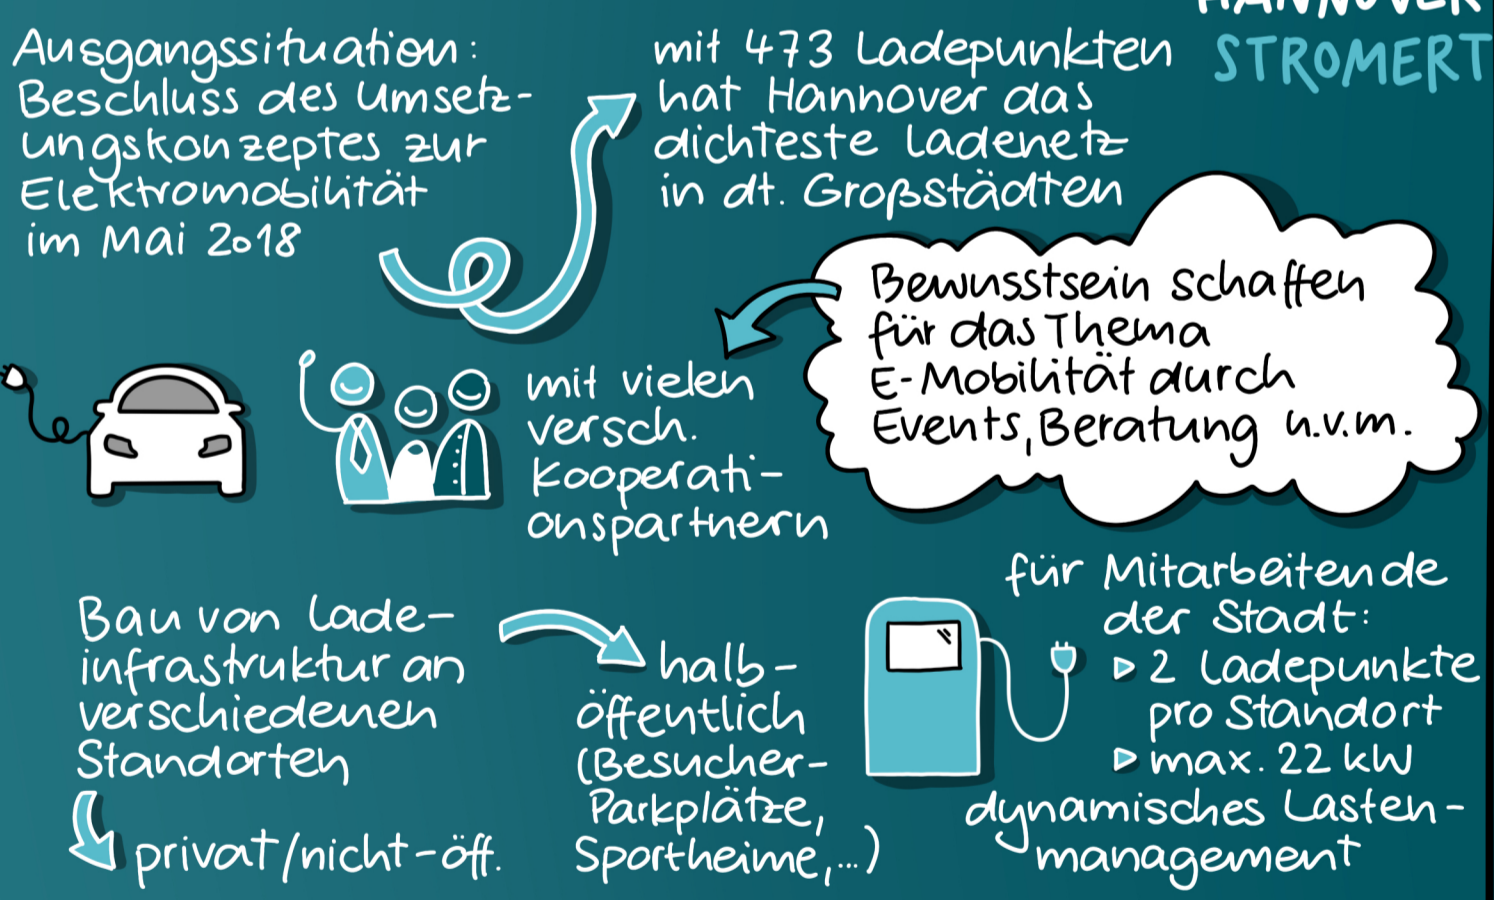 HANNOVER
STROMERT
Ausgangssituation:
Beschluss des Umsetz-
ungskonzeptes zur
Elektromobilität
im Mai 2018
mit 473 Ladepunkten
hat Hannover das
dichteste Ladenetz
in dt. Großstädten
Bewusstsein schaffen
für das Thema
E-Mobilität durch
Events, Beratung u.v.m.
mit vielen
versch.
Kooperati-
onspartnern
Bau von Lade-
infrastruktur an
verschiedenen
Standorten
privat/nicht-öff.
halb-
öffentlich
(Besucher-
Parkplätze,
Sportheime,...)
für Mitarbeitende
der Stadt:
2 Ladepunkte
pro Standort
max. 22 kW
dynamisches Lasten-
management